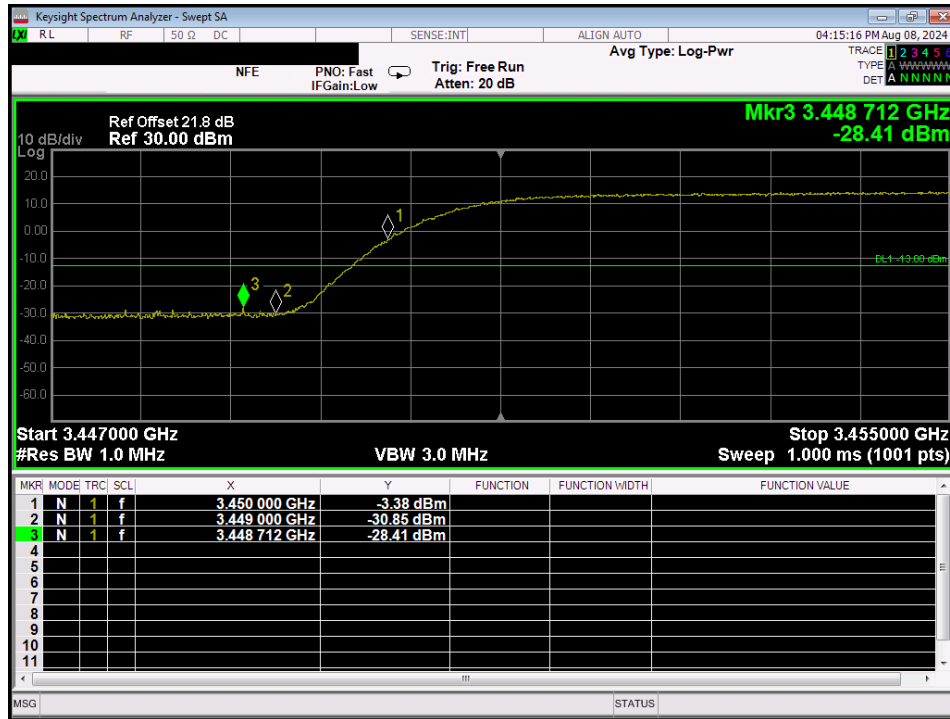 Keysight Spectrum Analyzer - Swept SA
LXI RL RF 50 Ω DC SENSE:INT ALIGN AUTO 04:15:16 PM Aug 08, 2024
Avg Type: Log-Pwr TRACE 1 2 3 4 5 6
NFE PNO: Fast Trig: Free Run TYPE A WWWWW
IFGain:Low Atten: 20 dB DET A N N N N N
Mkr3 3.448 712 GHz
-28.41 dBm
Ref Offset 21.8 dB
10 dB/div Ref 30.00 dBm
Log
20.0
10.0
1
0.00
-10.0
DL1 -13.00 dBm
-20.0
3
2
-30.0
-40.0
-50.0
-60.0
Start 3.447000 GHz Stop 3.455000 GHz
#Res BW 1.0 MHz VBW 3.0 MHz Sweep 1.000 ms (1001 pts)
MKR MODE TRC SCL X Y FUNCTION FUNCTION WIDTH FUNCTION VALUE
1 N 1 f 3.450 000 GHz -3.38 dBm
2 N 1 f 3.449 000 GHz -30.85 dBm
3 N 1 f 3.448 712 GHz -28.41 dBm
4
5
6
7
8
9
10
11
MSG STATUS